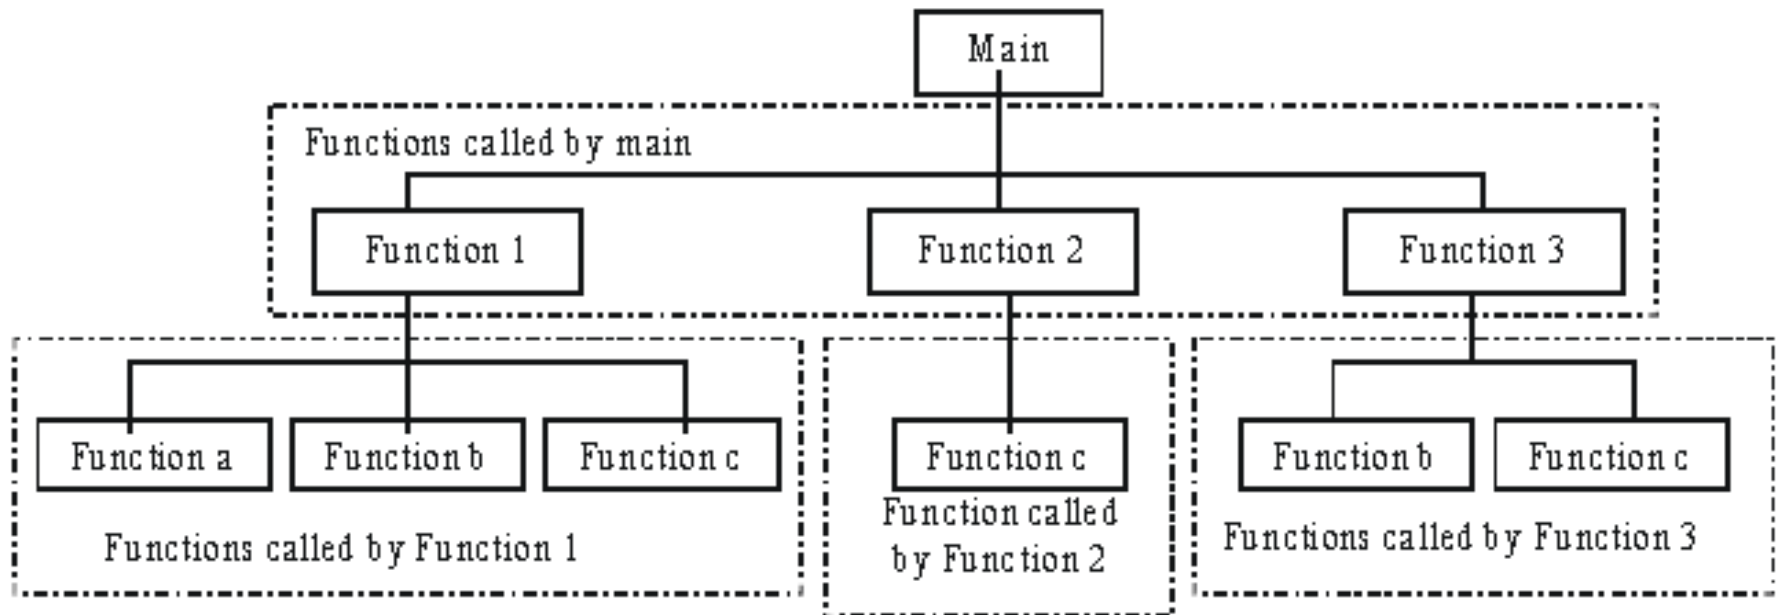 Main
Functions called by main
Function 1
Function 2
Function 3
Function a
Function b
Function c
Functions called by Function 1
Function c
Function called
by Function 2
Function b
Function c
Functions called by Function 3